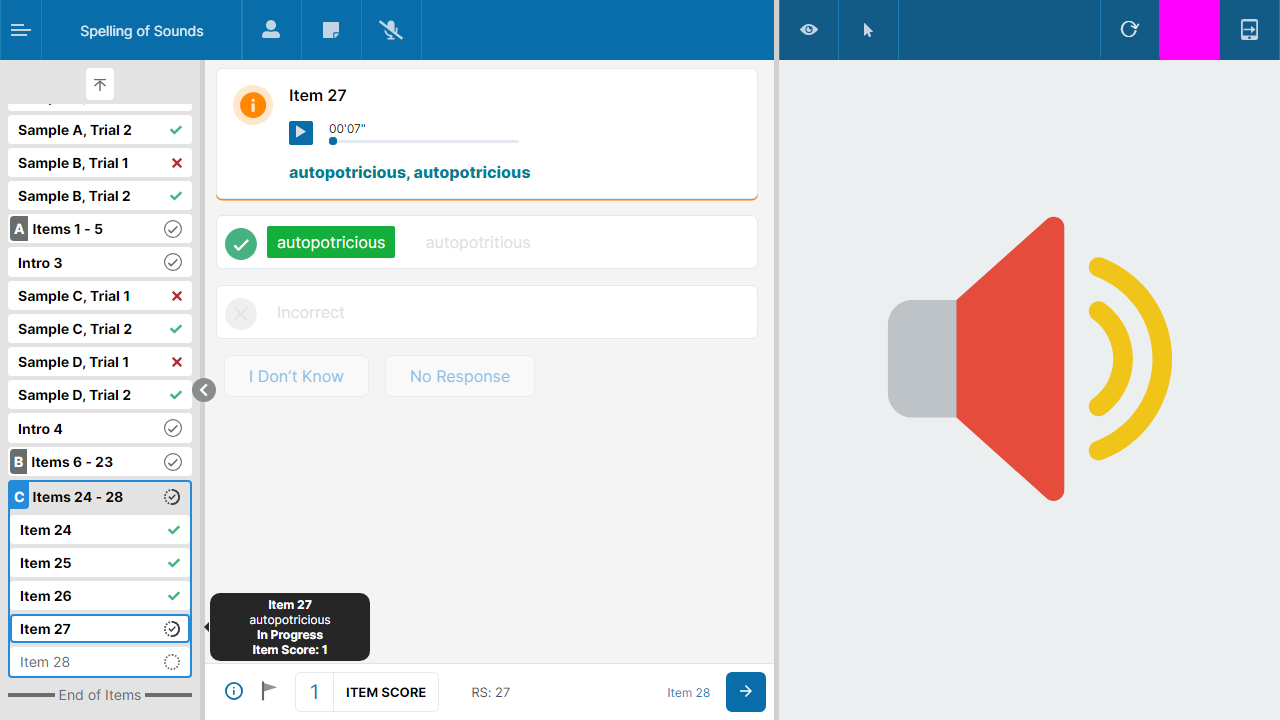 Spelling of Sounds
Sample A, Trial 2
Sample B, Trial 1
Sample B, Trial 2
A Items 1 - 5
Intro 3
Sample C, Trial 1
Sample C, Trial 2
Sample D, Trial 1
Sample D, Trial 2
Intro 4
B Items 6 - 23
C Items 24 - 28
Item 24
Item 25
Item 26
Item 27
Item 28
End of Items
Item 27
00'07"
autopotricious, autopotricious
autopotricious autopotritious
Incorrect
I Don't Know No Response
Item 27
autopotricious
In Progress
Item Score: 1
1 ITEM SCORE RS: 27 Item 28